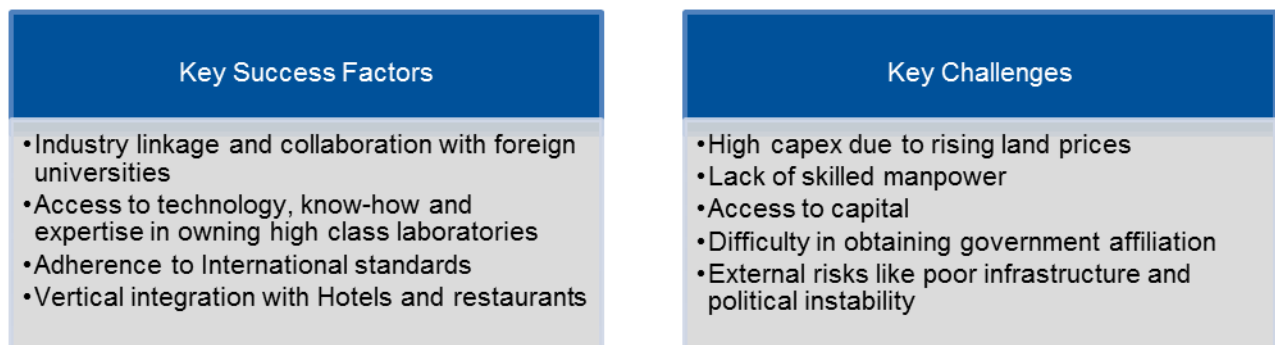 Key Success Factors
•Industry linkage and collaboration with foreign
universities
•Access to technology, know-how and
expertise in owning high class laboratories
•Adherence to International standards
•Vertical integration with Hotels and restaurants
Key Challenges
•High capex due to rising land prices
•Lack of skilled manpower
•Access to capital
•Difficulty in obtaining government affiliation
•External risks like poor infrastructure and
political instability